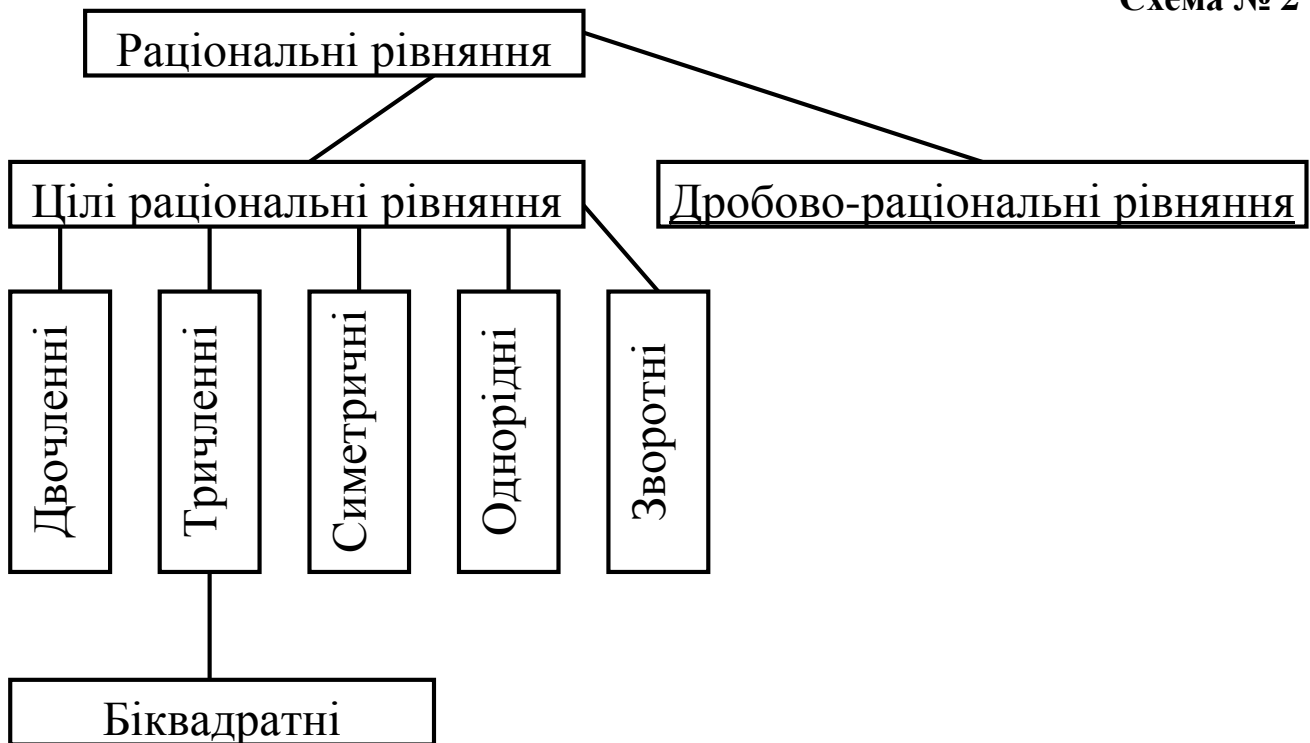 Схема № 2
Раціональні рівняння
Цілі раціональні рівняння
Дробово-раціональні рівняння
Двочленні
Тричленні
Симетричні
Однорідні
Зворотні
Біквадратні